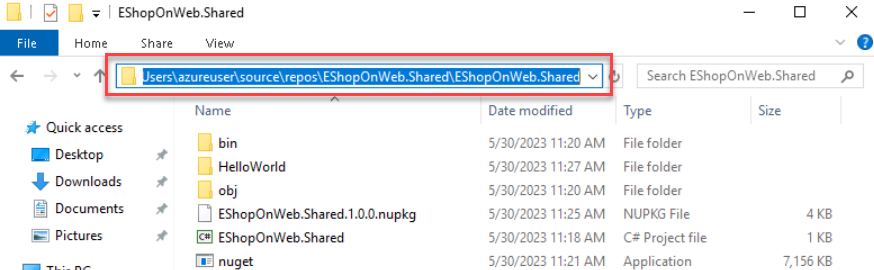 EShopOnWeb.Shared
File Home Share View
Users\azureuser\source\repos\EShopOnWeb.Shared\EShopOnWeb.Shared Search EShopOnWeb.Shared
Name Date modified Type Size
Quick access
Desktop
Downloads
Documents
Pictures
This PC
bin 5/30/2023 11:20 AM File folder
HelloWorld 5/30/2023 11:27 AM File folder
obj 5/30/2023 11:20 AM File folder
EShopOnWeb.Shared.1.0.0.nupkg 5/30/2023 11:25 AM NUPKG File 4 KB
C# EShopOnWeb.Shared 5/30/2023 11:18 AM C# Project file 1 KB
nuget 5/30/2023 11:21 AM Application 7,156 KB